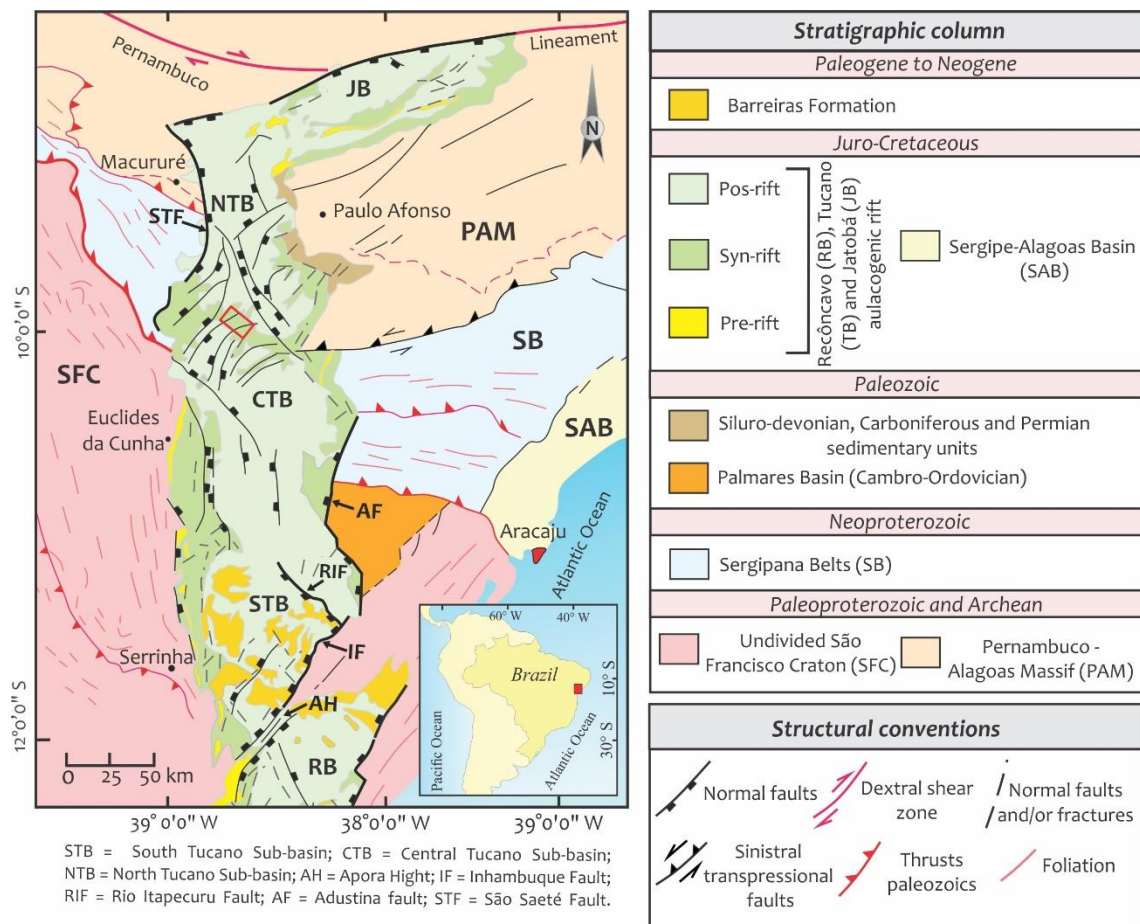 Pernambuco
Lineament
JB
N
Macururé
NTB
STF
Paulo Afonso
PAM
10°0'0" S
SB
SFC
CTB
Euclides
da Cunha
SAB
AF
Aracaju
Atlantic Ocean
RIF
STB
Serrinha
IF
AH
12°0'0" S
0 25 50 km
RB
60° W 40° W
Brazil
10° S
30° S
Pacific Ocean
Atlantic Ocean
39°0'0" W 38°0'0" W 39°0'0" W
STB = South Tucano Sub-basin; CTB = Central Tucano Sub-basin;
NTB = North Tucano Sub-basin; AH = Apora Hight; IF = Inhambuque Fault;
RIF = Rio Itapecuru Fault; AF = Adustina fault; STF = São Saeté Fault.
Stratigraphic column
Paleogene to Neogene
Barreiras Formation
Juro-Cretaceous
Pos-rift
Syn-rift
Pre-rift
Recôncavo (RB), Tucano
(TB) and Jatobá (JB)
aulacogenic rift
Sergipe-Alagoas Basin
(SAB)
Paleozoic
Siluro-devonian, Carboniferous and Permian
sedimentary units
Palmares Basin (Cambro-Ordovician)
Neoproterozoic
Sergipana Belts (SB)
Paleoproterozoic and Archean
Undivided São
Francisco Craton (SFC)
Pernambuco -
Alagoas Massif (PAM)
Structural conventions
Normal faults
Dextral shear
zone
Normal faults
and/or fractures
Sinistral
transpressional
faults
Thrusts
paleozoics
Foliation